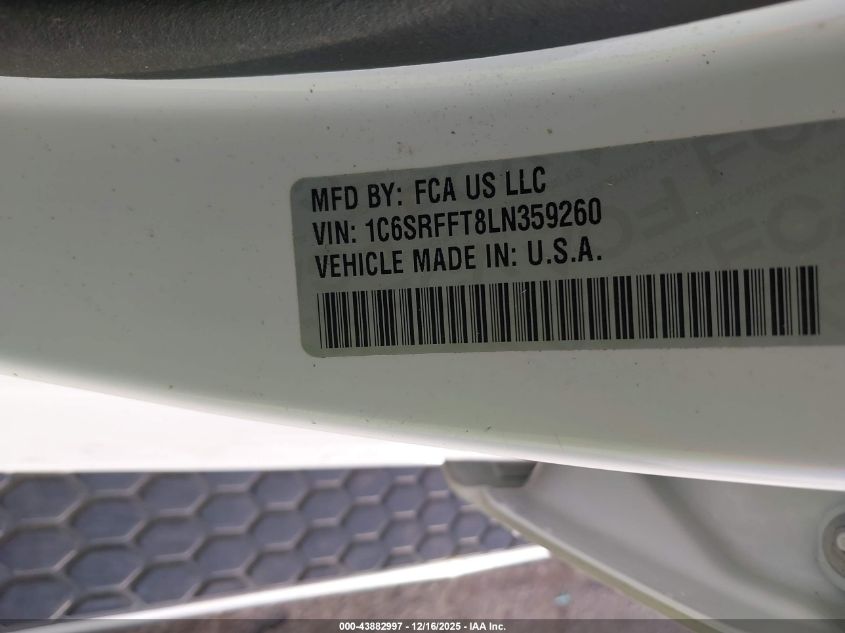 MFD BY: FCA US LLC
VIN: 1C6SRFFT8LN359260
VEHICLE MADE IN: U.S.A.
000-43882997 - 12/16/2025 - IAA Inc.